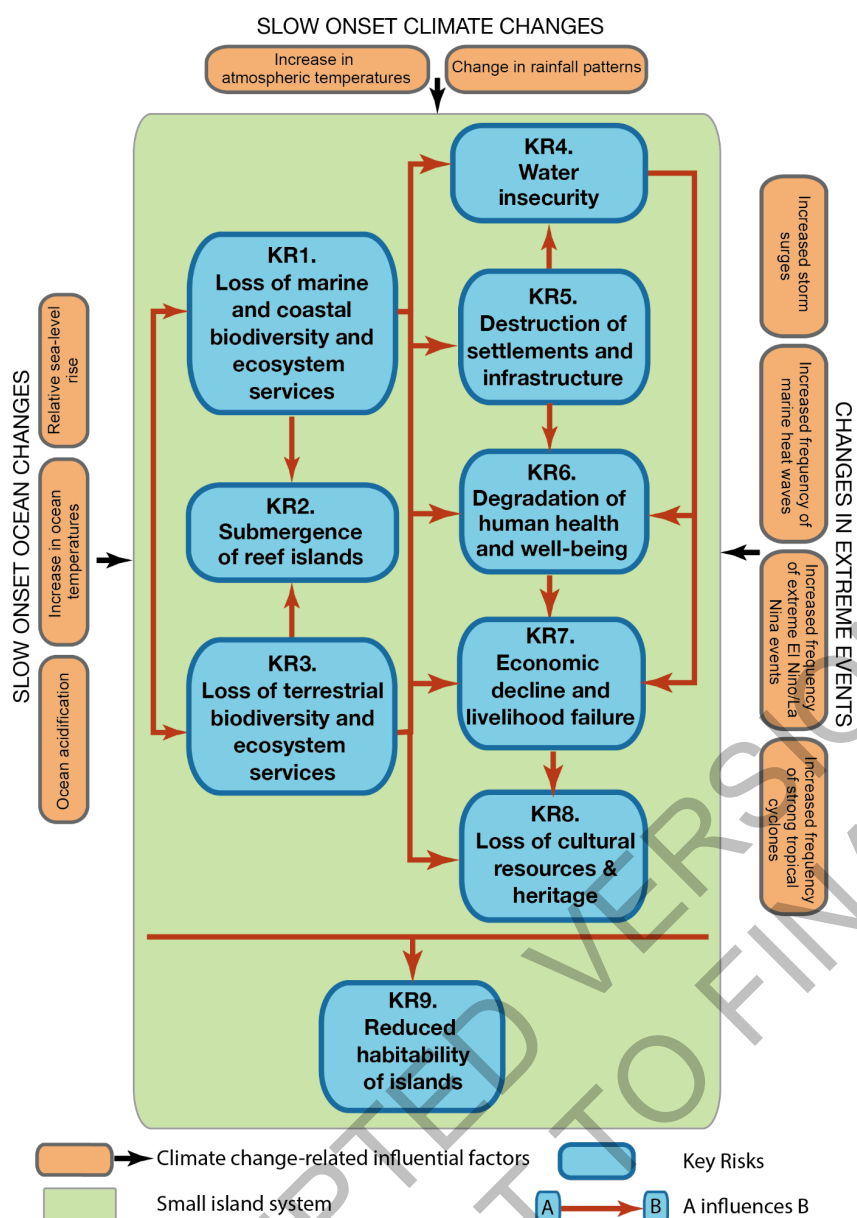 SLOW ONSET CLIMATE CHANGES
Increase in
atmospheric temperatures
Change in rainfall patterns
SLOW ONSET OCEAN CHANGES
Relative sea-level
rise
Increase in ocean
temperatures
Ocean acidification
KR1.
Loss of marine
and coastal
biodiversity and
ecosystem
services
KR2.
Submergence
of reef islands
KR3.
Loss of terrestrial
biodiversity and
ecosystem
services
KR4.
Water
insecurity
KR5.
Destruction of
settlements and
infrastructure
KR6.
Degradation of
human health
and well-being
KR7.
Economic
decline and
livelihood failure
KR8.
Loss of cultural
resources &
heritage
KR9.
Reduced
habitability
of islands
CHANGES IN EXTREME EVENTS
Increased storm
surges
Increased frequency of
marine heat waves
Increased frequency
of extreme El Nino/La
Nina events
Increased frequency
of strong tropical
cyclones
Climate change-related influential factors
Key Risks
Small island system
A
B
A influences B
TO